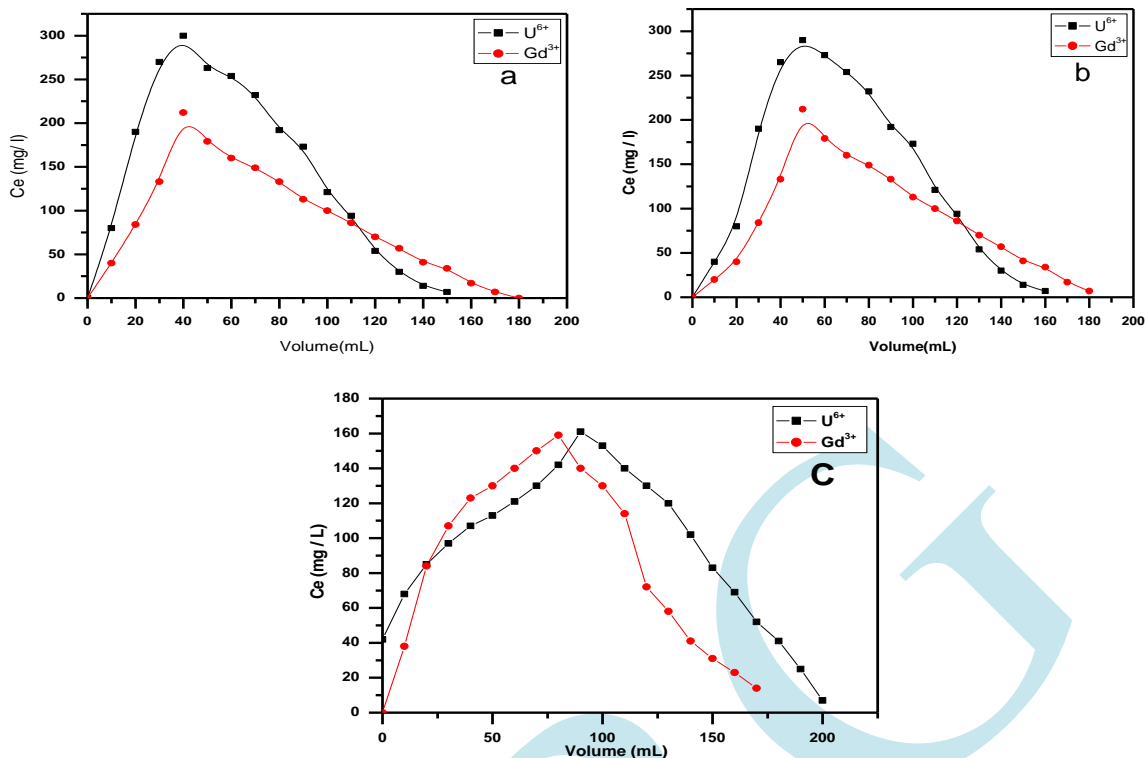 U⁶⁺
Gd³⁺
a
Ce (mg/ l)
300
250
200
150
100
50
0
0 20 40 60 80 100 120 140 160 180 200
Volume(mL)
U⁶⁺
Gd³⁺
b
Ce (mg / l)
300
250
200
150
100
50
0
0 20 40 60 80 100 120 140 160 180 200
Volume(mL)
U⁶⁺
Gd³⁺
C
Ce (mg / L)
180
160
140
120
100
80
60
40
20
0
0 50 100 150 200
Volume (mL)
G